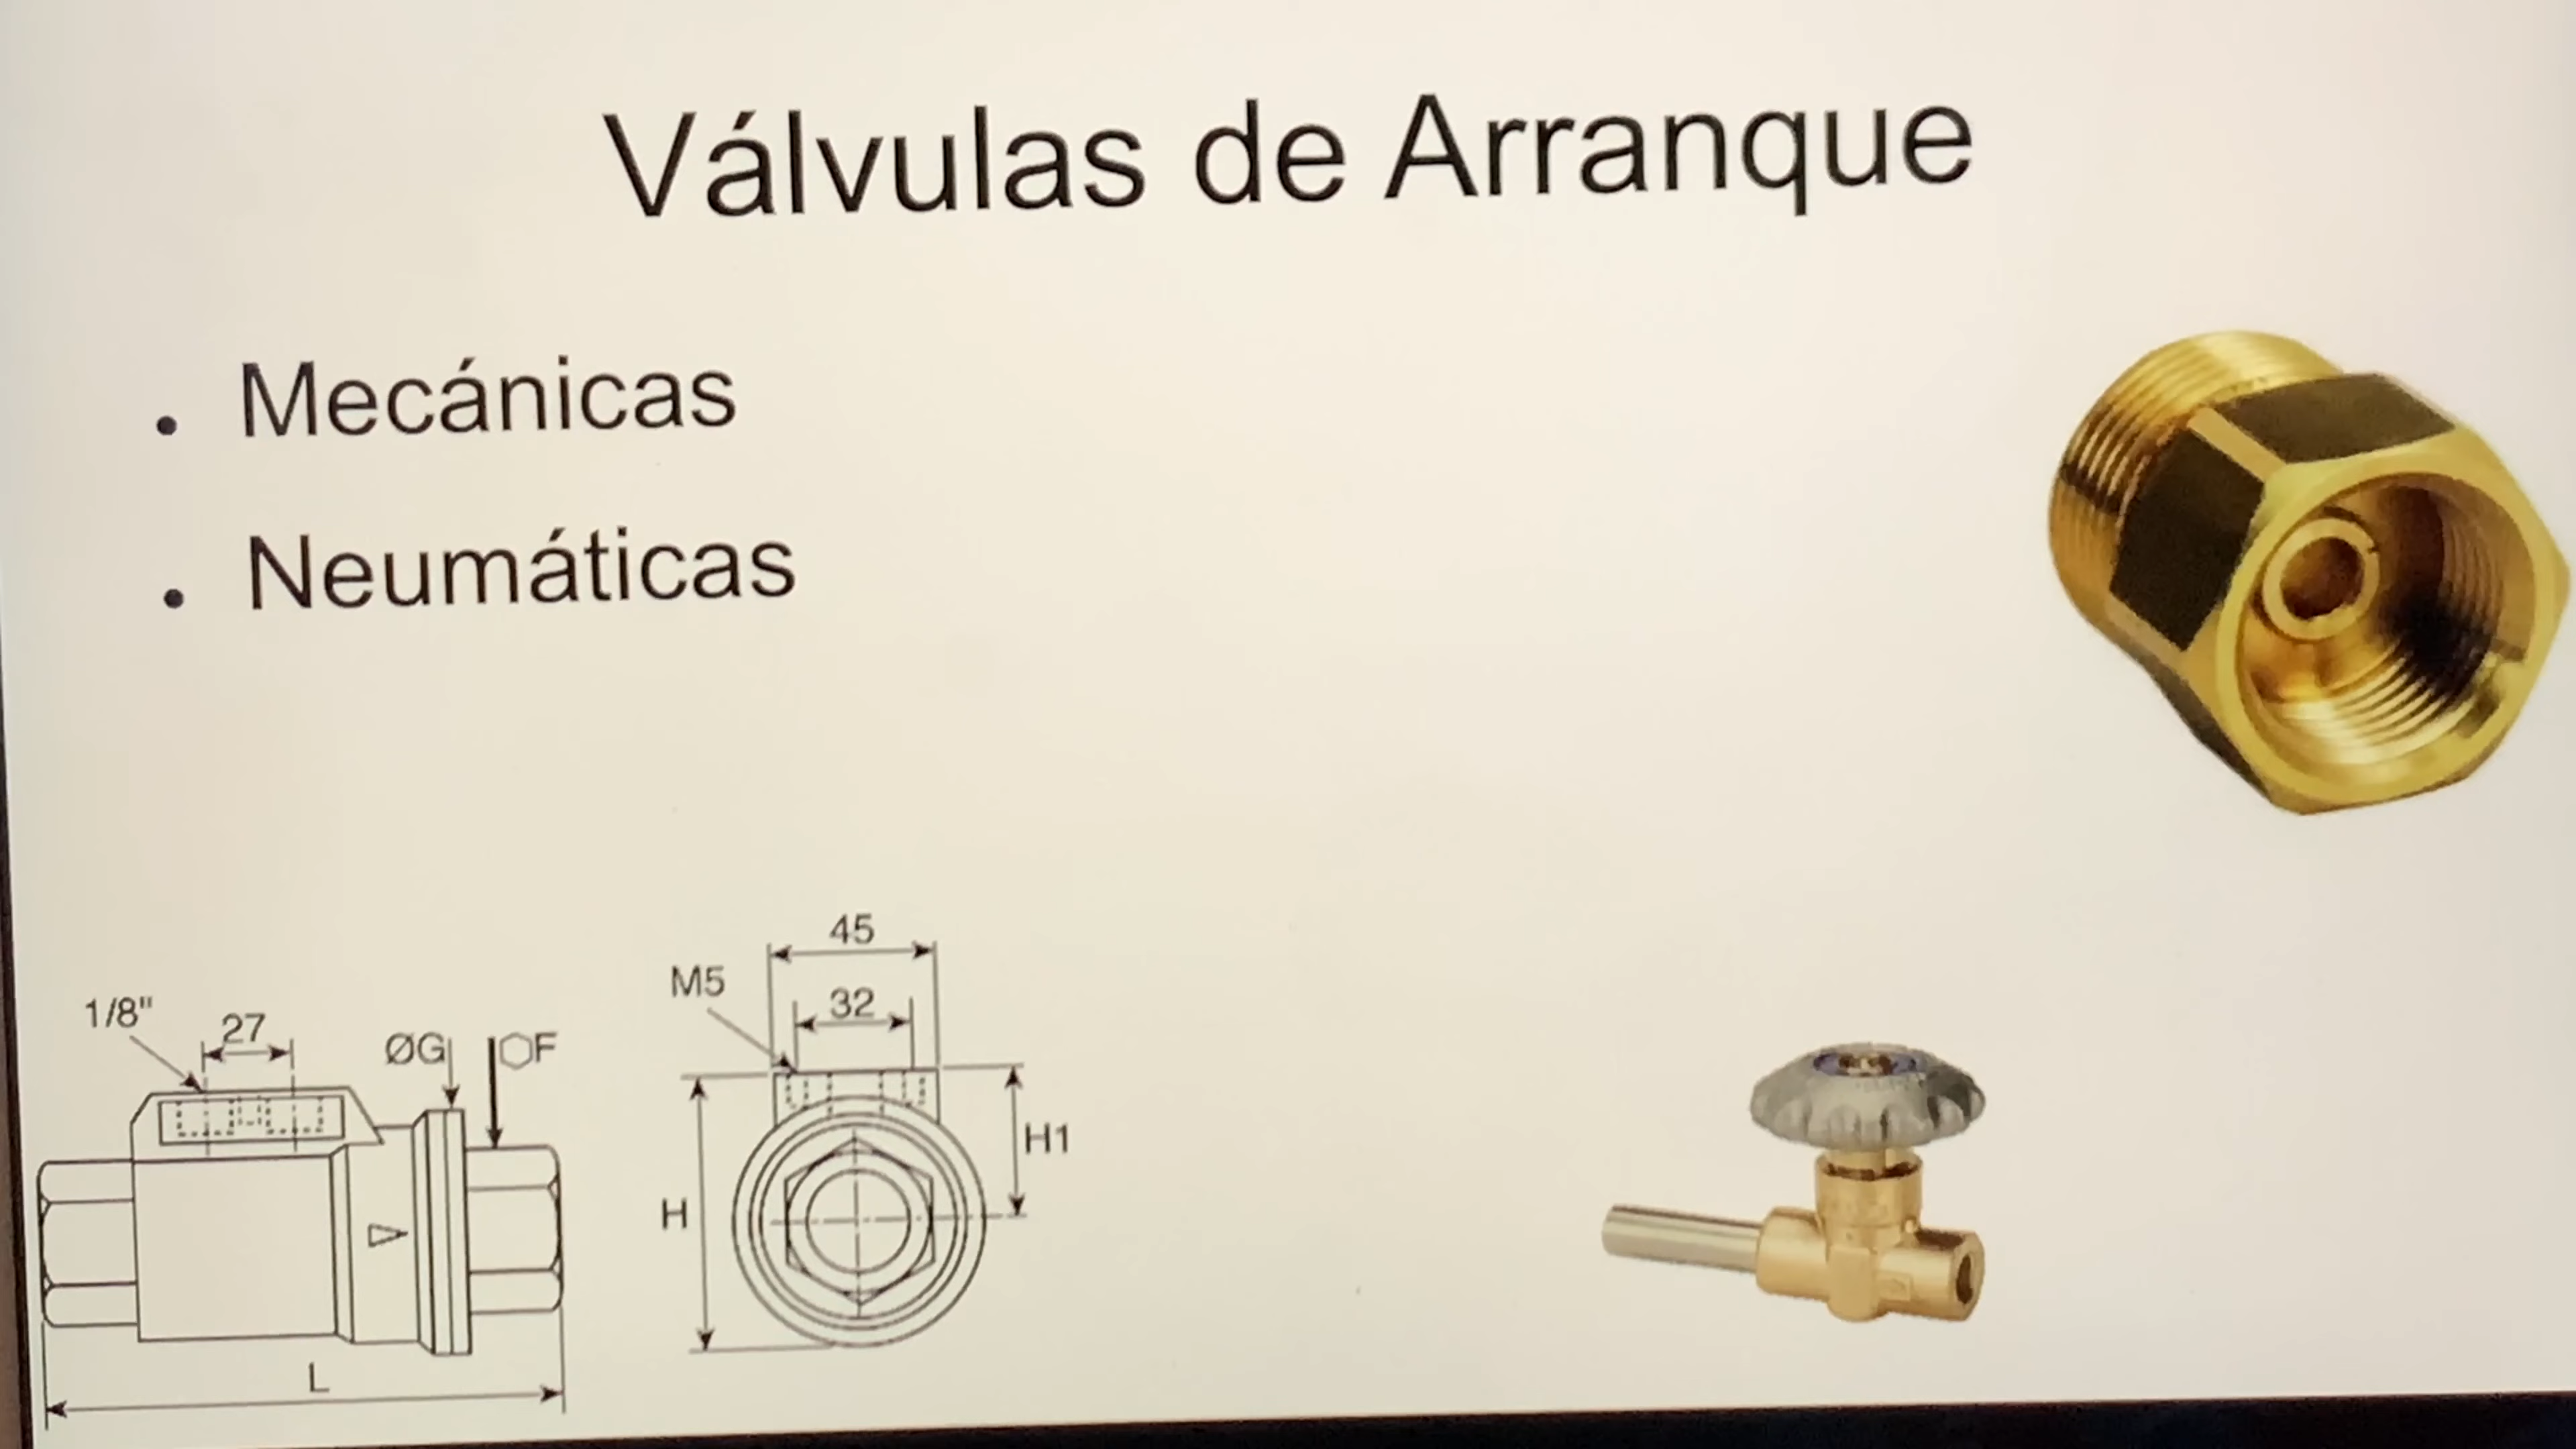 Válvulas de Arranque
• Mecánicas
• Neumáticas
1/8"
27
ØG
⬡F
L
45
M5
32
H
H1